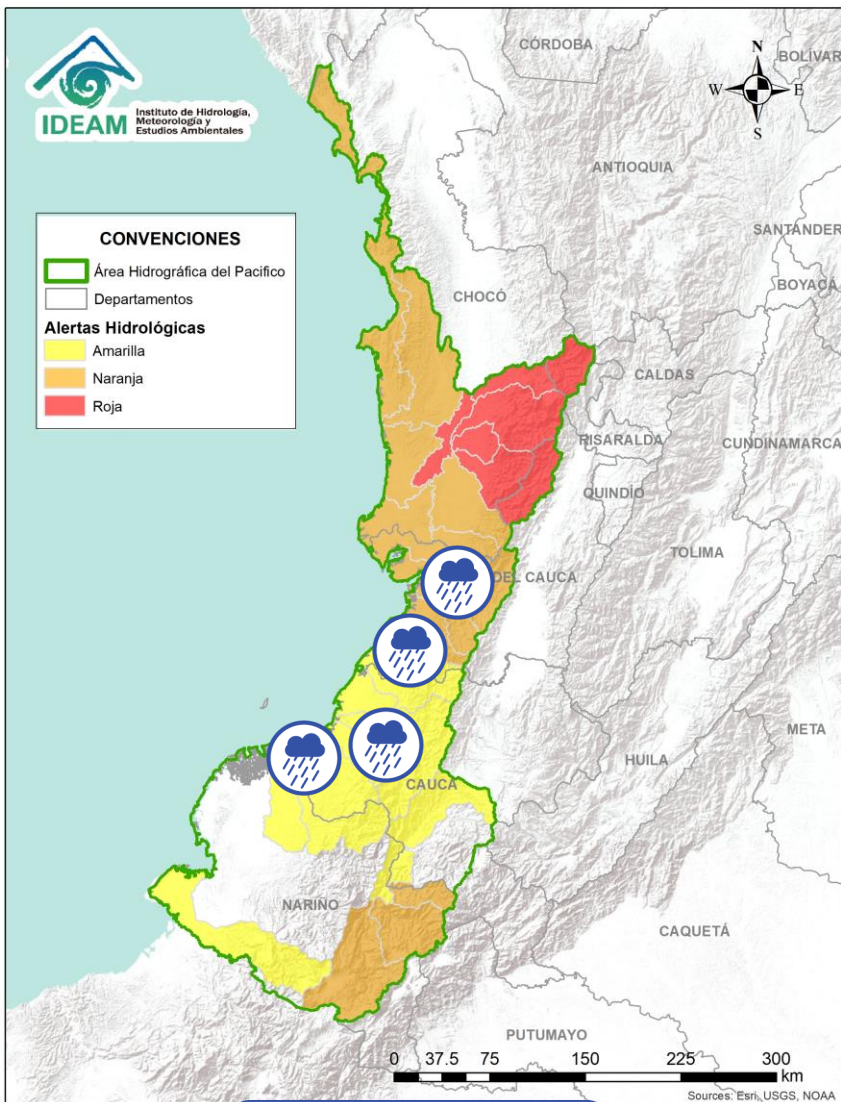 IDEAM
Instituto de Hidrología,
Meteorología y
Estudios Ambientales
CÓRDOBA
BOLÍVAR
N
W
E
S
ANTIOQUIA
SANTANDER
BOYACÁ
CONVENCIONES
Área Hidrográfica del Pacifico
Departamentos
Alertas Hidrológicas
Amarilla
Naranja
Roja
CHOCÓ
CALDAS
RISARALDA
CUNDINAMARCA
QUINDÍO
TOLIMA
DEL CAUCA
META
HUILA
CAUCA
NARIÑO
CAQUETÁ
PUTUMAYO
0 37.5 75 150 225 300
km
Sources: Esri, USGS, NOAA